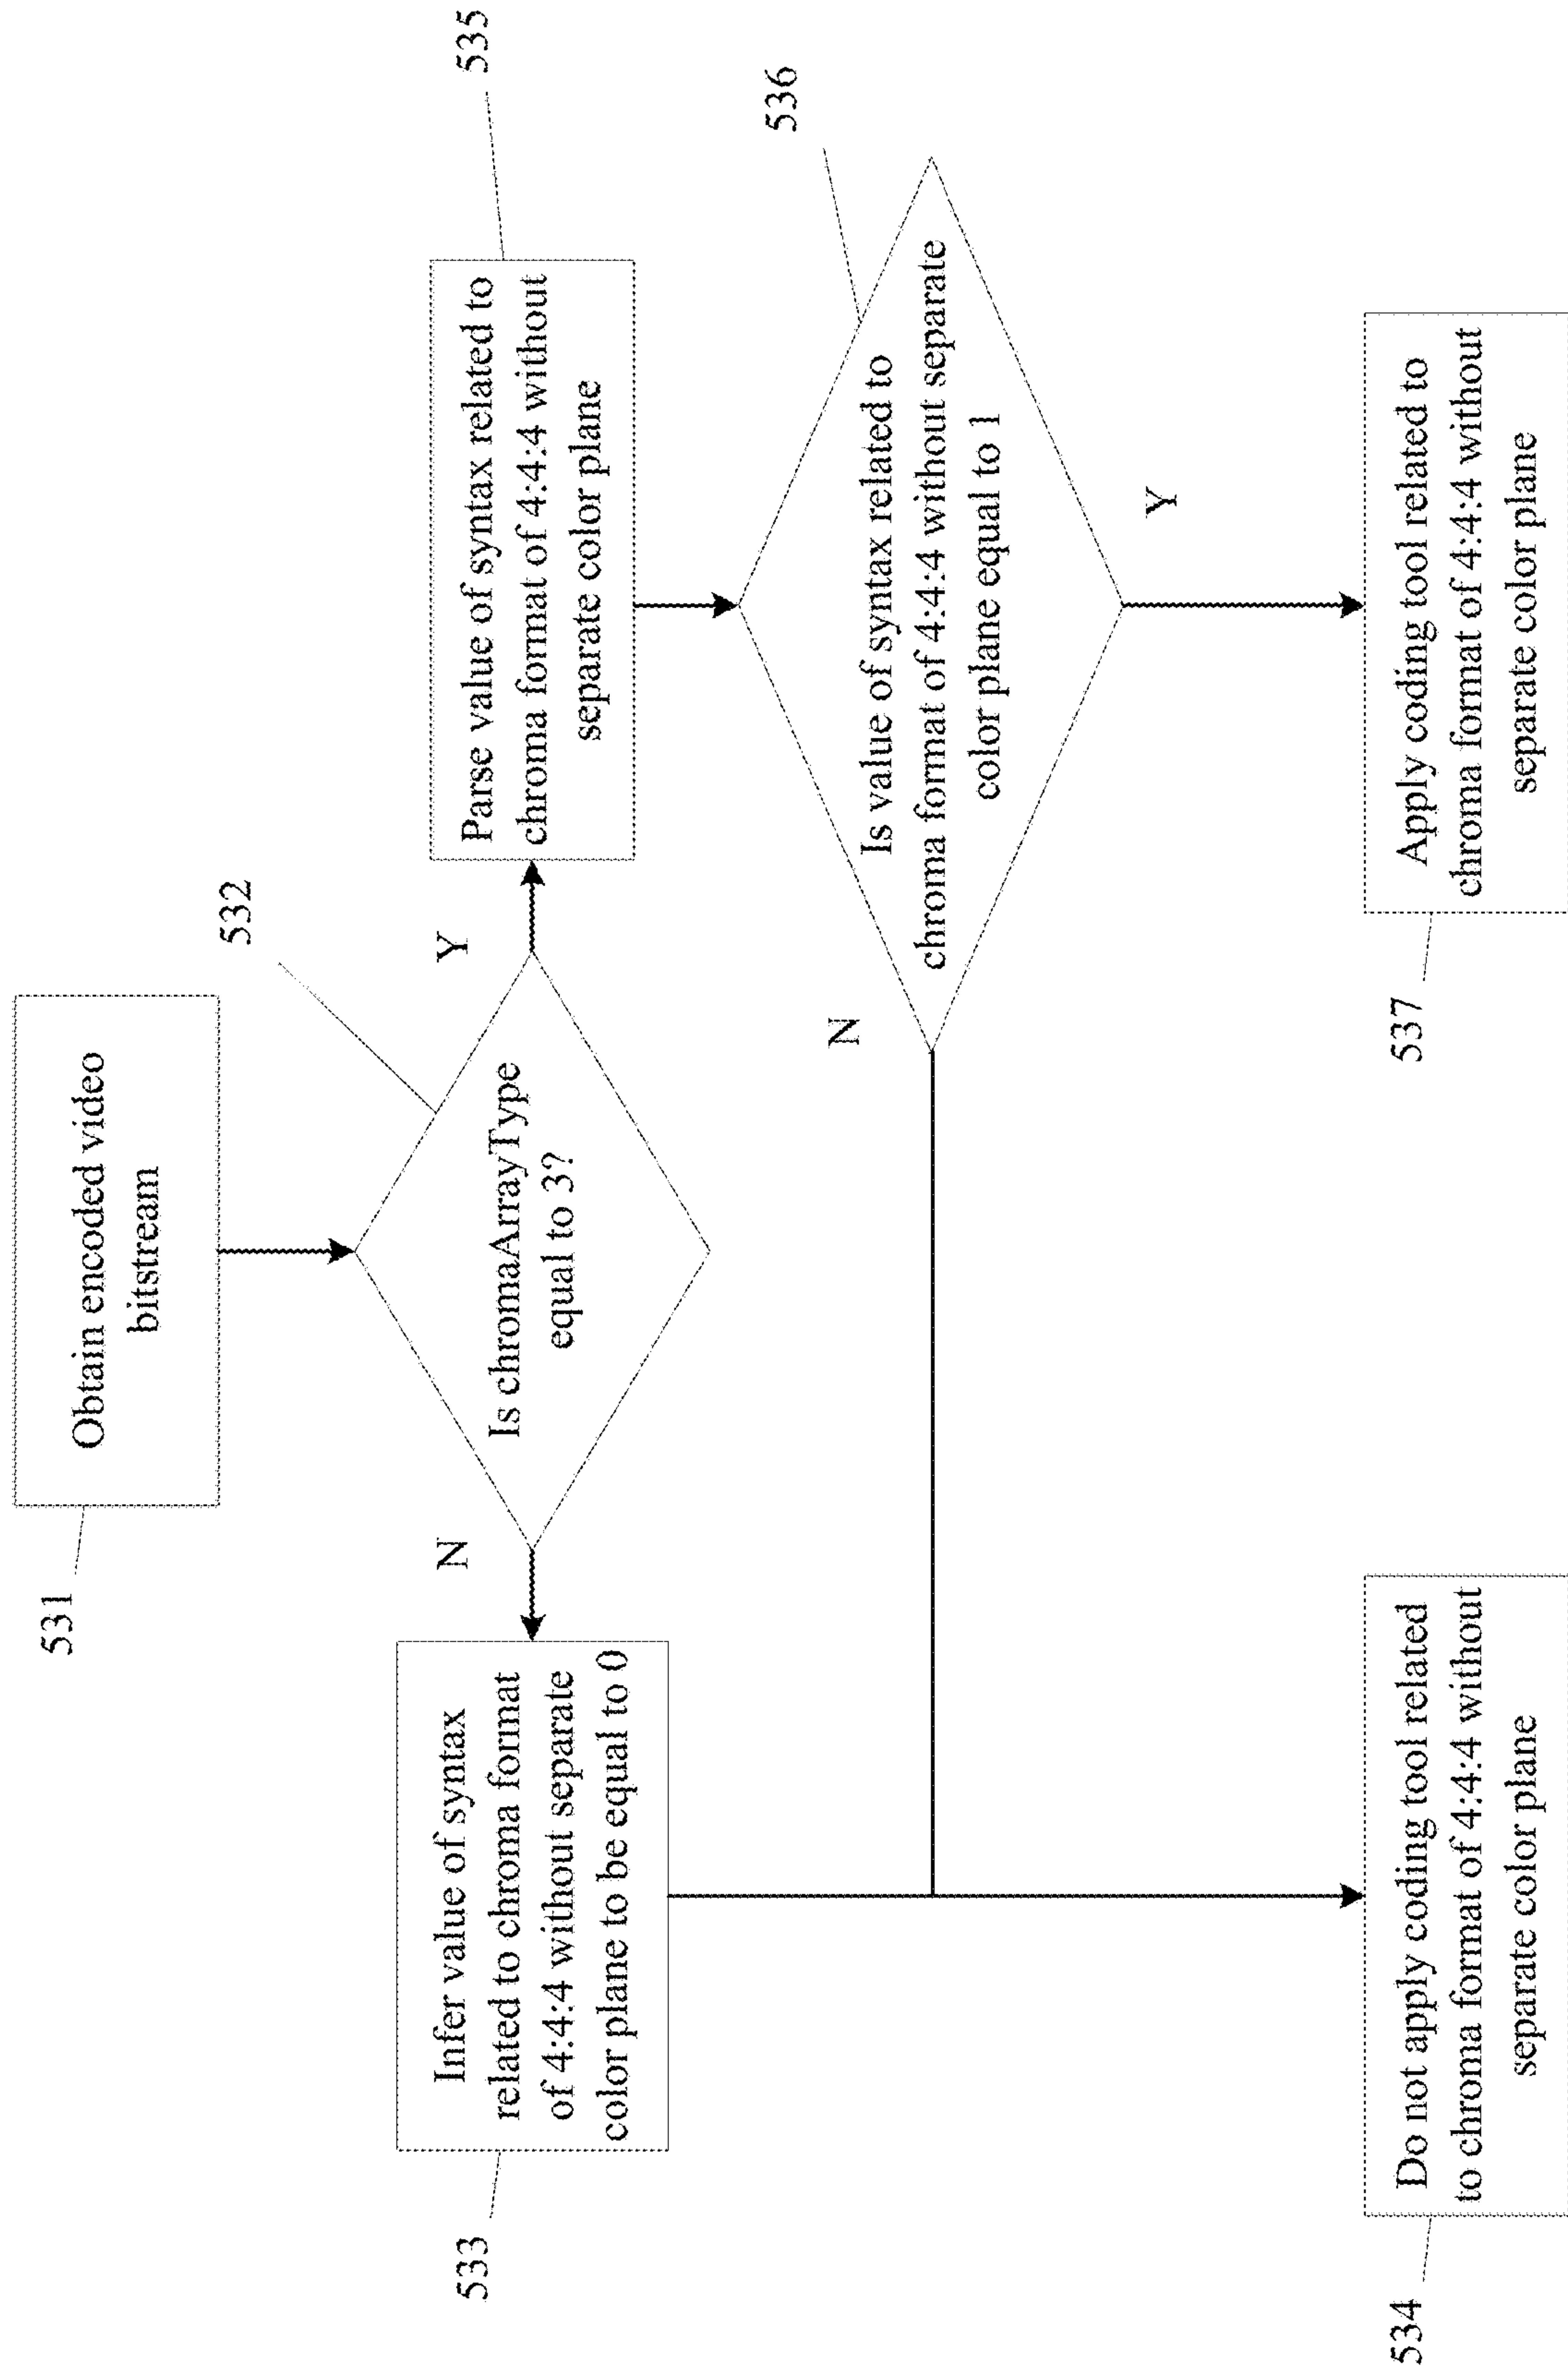 531
Obtain encoded video
bitstream
532
Is chromaArrayType
equal to 3?
N
Y
533
Infer value of syntax
related to chroma format
of 4:4:4 without separate
color plane to be equal to 0
535
Parse value of syntax related to
chroma format of 4:4:4 without
separate color plane
536
Is value of syntax related to
chroma format of 4:4:4 without separate
color plane equal to 1
N
Y
534
Do not apply coding tool related
to chroma format of 4:4:4 without
separate color plane
537
Apply coding tool related to
chroma format of 4:4:4 without
separate color plane